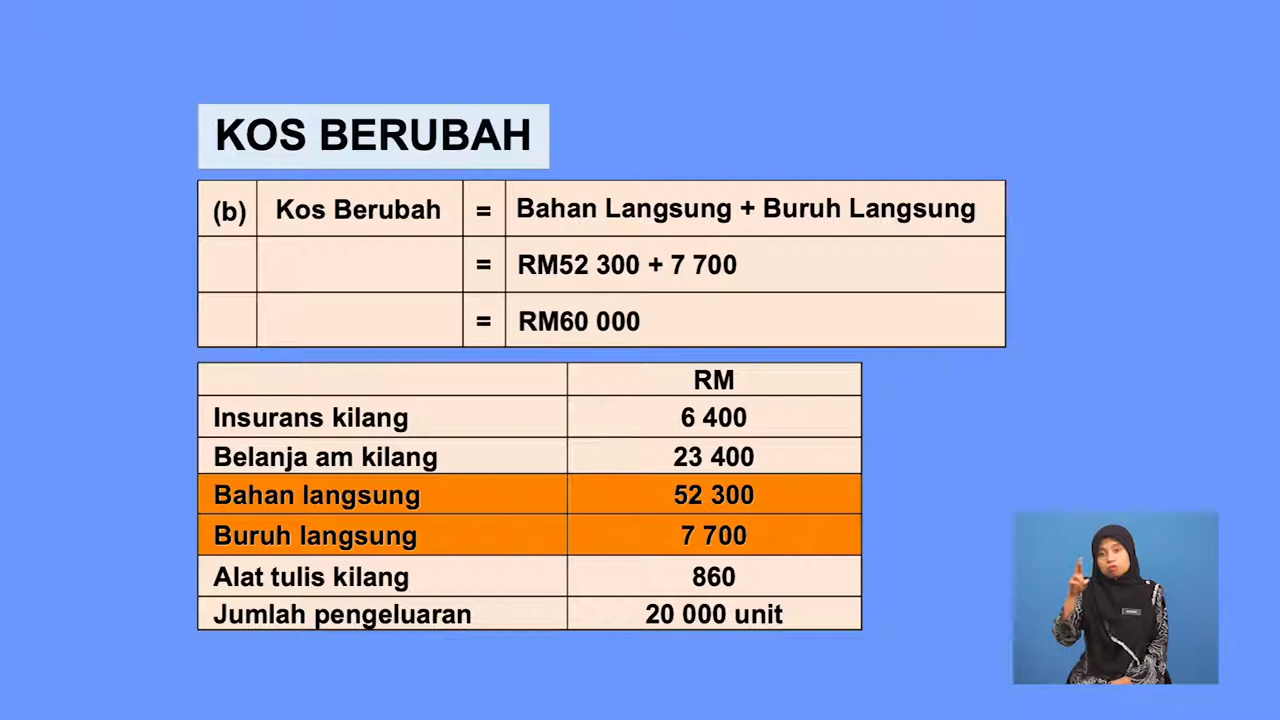 KOS BERUBAH
(b) Kos Berubah = Bahan Langsung + Buruh Langsung
= RM52 300 + 7 700
= RM60 000
RM
Insurans kilang 6 400
Belanja am kilang 23 400
Bahan langsung 52 300
Buruh langsung 7 700
Alat tulis kilang 860
Jumlah pengeluaran 20 000 unit